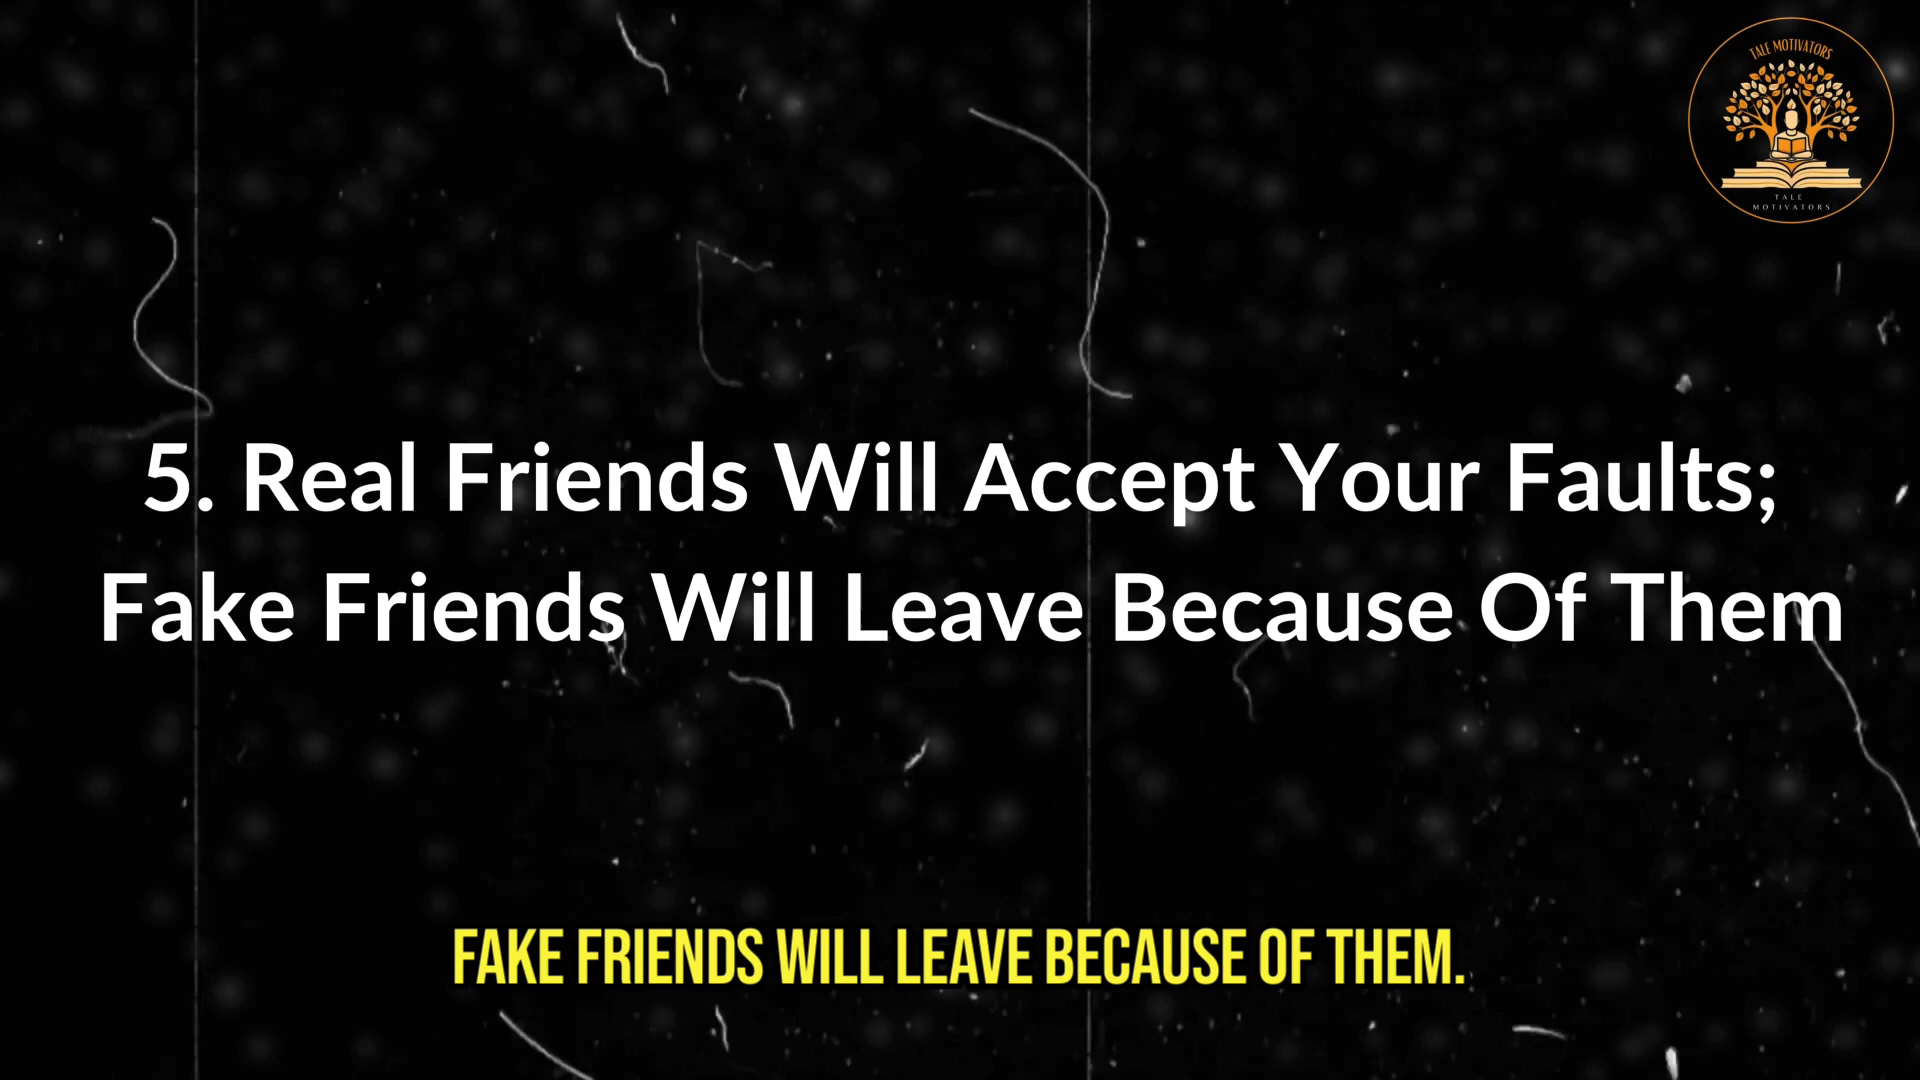 TALE MOTIVATORS
TALE
MOTIVATORS
5. Real Friends Will Accept Your Faults;
Fake Friends Will Leave Because Of Them
FAKE FRIENDS WILL LEAVE BECAUSE OF THEM.